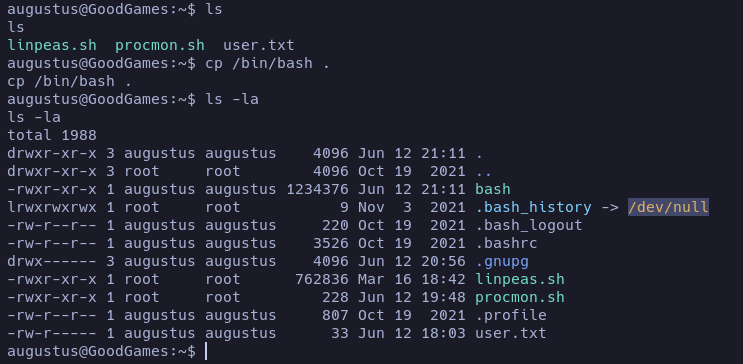 augustus@GoodGames:~$ ls
ls
linpeas.sh  procmon.sh  user.txt
augustus@GoodGames:~$ cp /bin/bash .
cp /bin/bash .
augustus@GoodGames:~$ ls -la
ls -la
total 1988
drwxr-xr-x 3 augustus augustus    4096 Jun 12 21:11 .
drwxr-xr-x 3 root     root        4096 Oct 19  2021 ..
-rwxr-xr-x 1 augustus augustus 1234376 Jun 12 21:11 bash
lrwxrwxrwx 1 root     root           9 Nov  3  2021 .bash_history -> /dev/null
-rw-r--r-- 1 augustus augustus     220 Oct 19  2021 .bash_logout
-rw-r--r-- 1 augustus augustus    3526 Oct 19  2021 .bashrc
drwx------ 3 augustus augustus    4096 Jun 12 20:56 .gnupg
-rwxr-xr-x 1 root     root      762836 Mar 16 18:42 linpeas.sh
-rwxr-xr-x 1 root     root         228 Jun 12 19:48 procmon.sh
-rw-r--r-- 1 augustus augustus     807 Oct 19  2021 .profile
-rw-r----- 1 augustus augustus      33 Jun 12 18:03 user.txt
augustus@GoodGames:~$